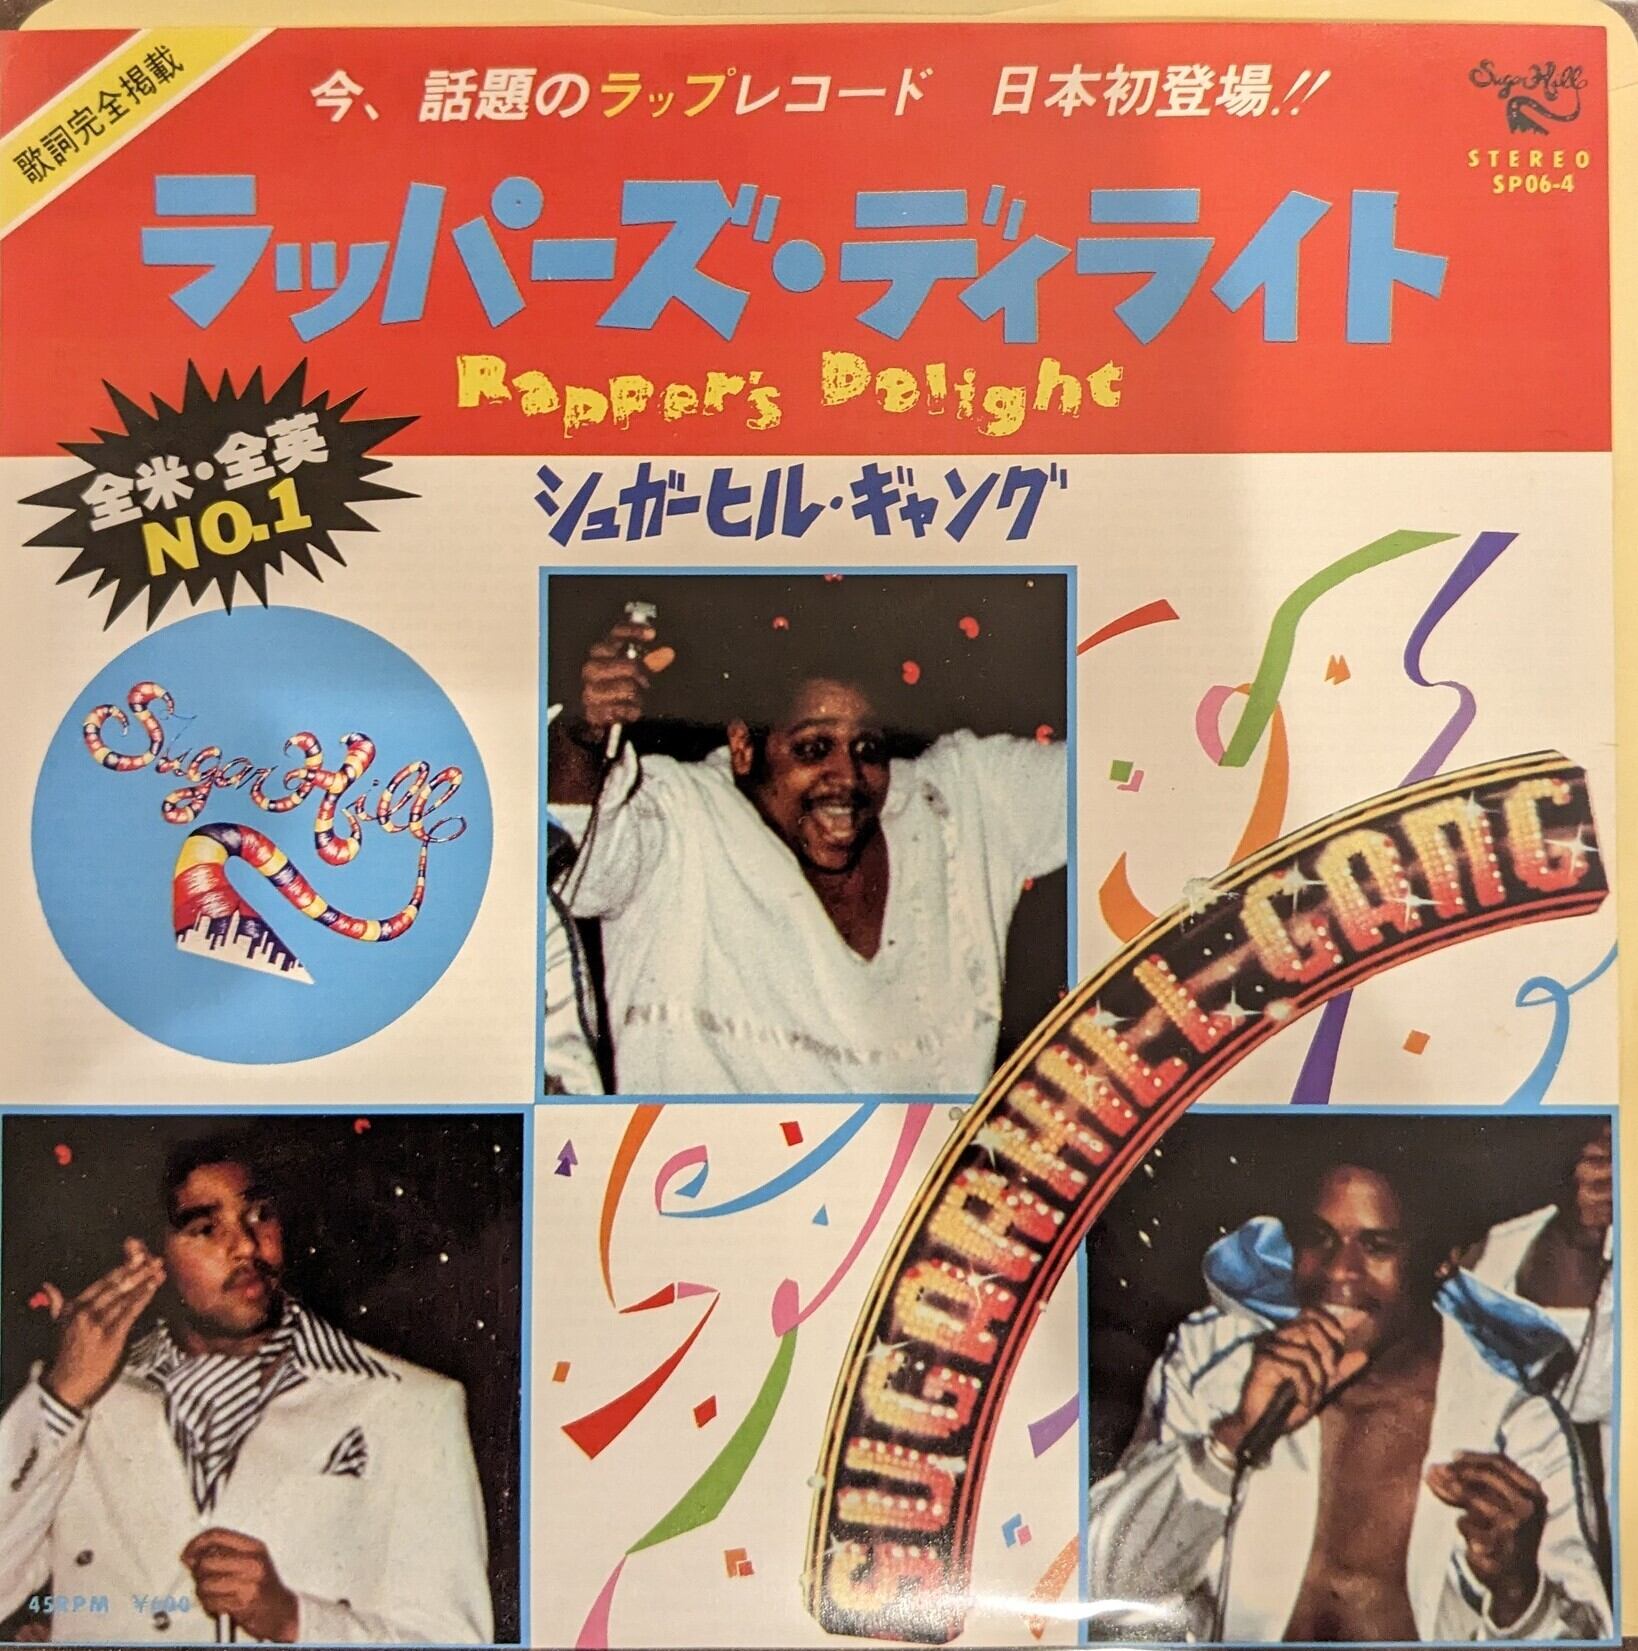 歌詞完全掲載
今、話題のラップレコード 日本初登場!!
Sugar Hill
STEREO
SP06-4
ラッパーズ・ディライト
Rapper's Delight
全米・全英
NO.1
シュガーヒル・ギャング
Sugar Hill
SUGARHILL GANG
45RPM ¥600